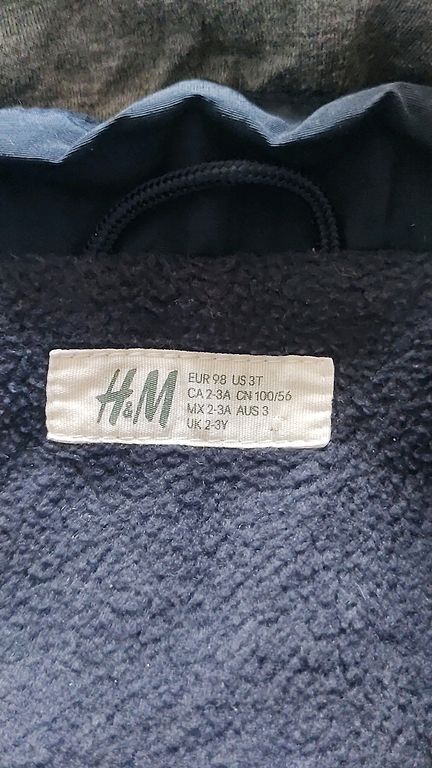 H&M
EUR 98 US 3T
CA 2-3A CN 100/56
MX 2-3A AUS 3
UK 2-3Y